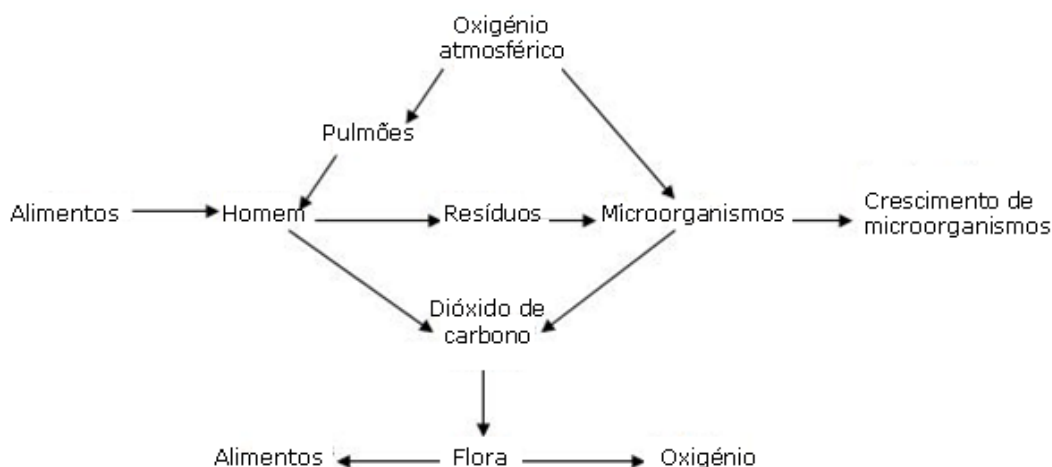 Oxigénio
atmosférico
Pulmões
Alimentos
Homem
Resíduos
Microorganismos
Crescimento de
microorganismos
Dióxido de
carbono
Alimentos
Flora
Oxigénio